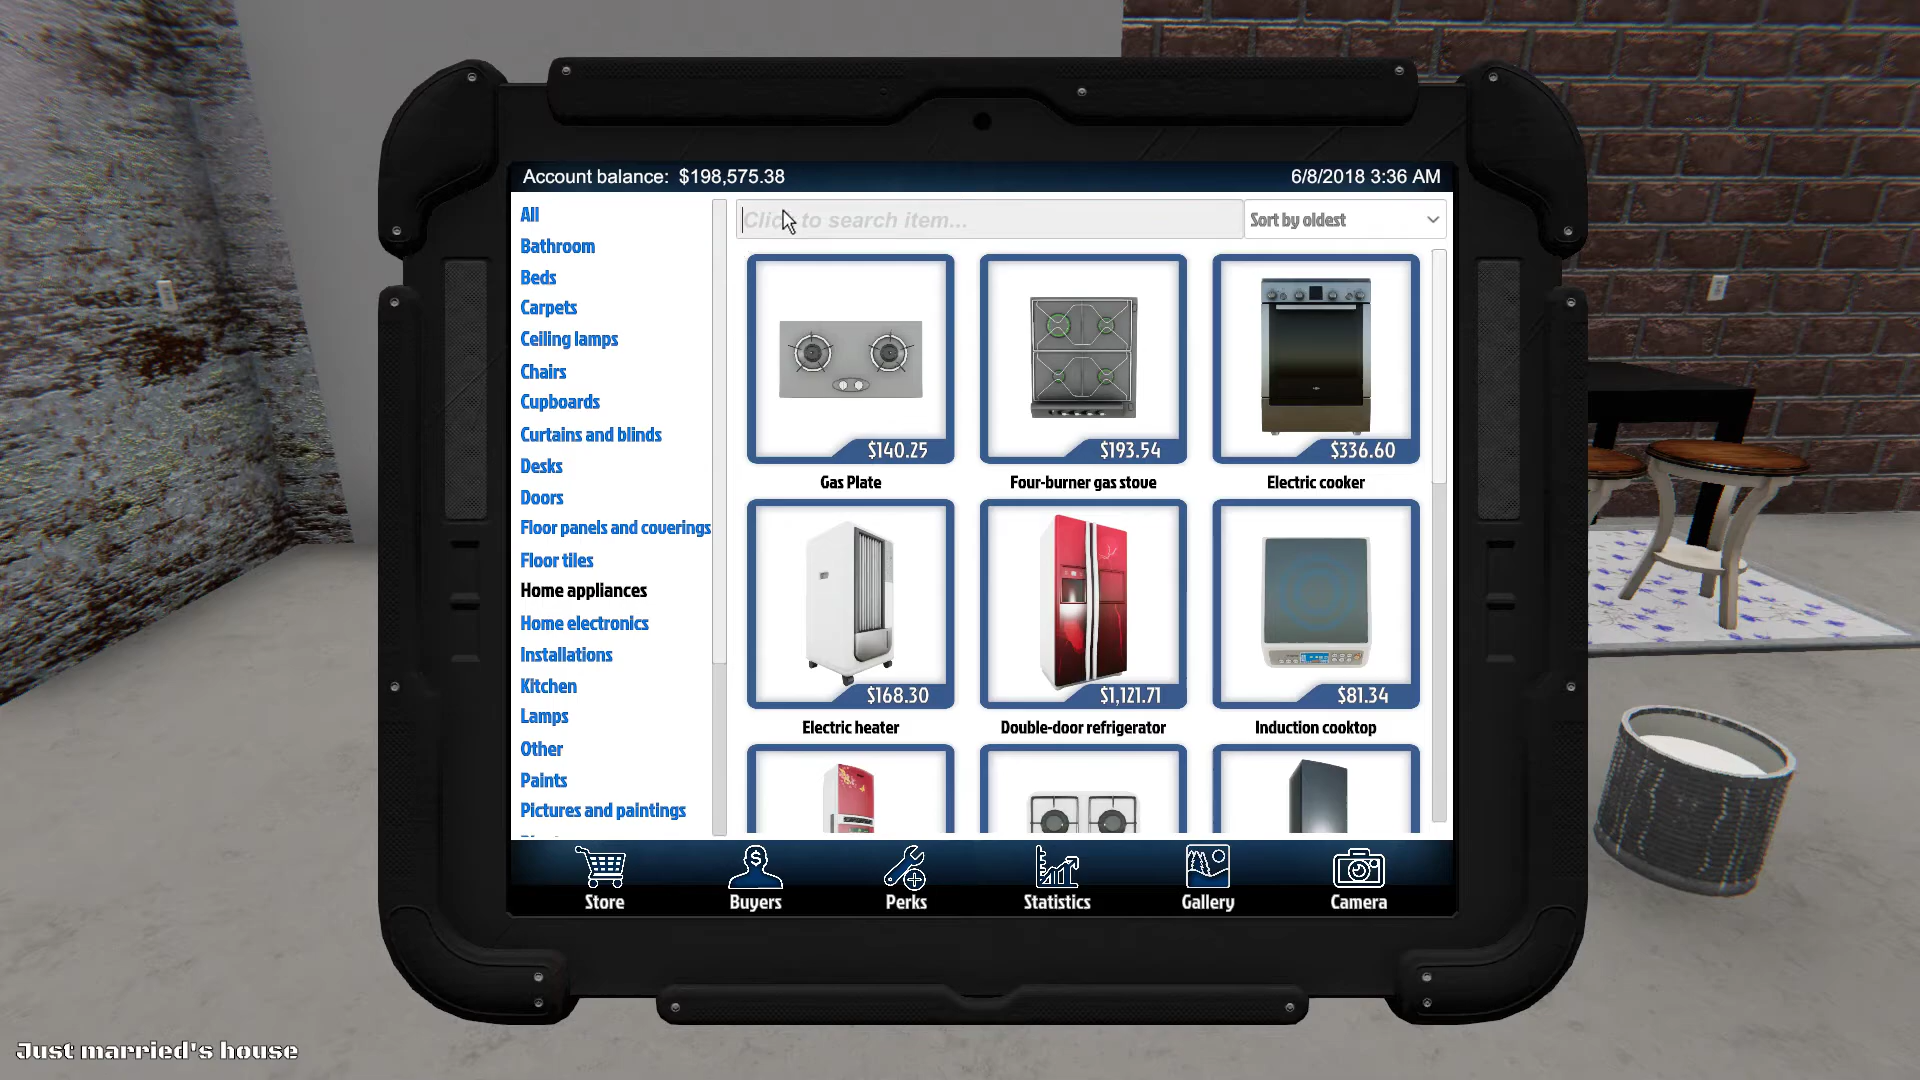 Account balance: $198,575.38
6/8/2018 3:36 AM
All
Bathroom
Beds
Carpets
Ceiling lamps
Chairs
Cupboards
Curtains and blinds
Desks
Doors
Floor panels and coverings
Floor tiles
Home appliances
Home electronics
Installations
Kitchen
Lamps
Other
Paints
Pictures and paintings
Click to search item...
Sort by oldest
$140.25
$193.54
$336.60
Gas Plate
Four-burner gas stove
Electric cooker
$168.30
$1,121.71
$81.34
Electric heater
Double-door refrigerator
Induction cooktop
Store
Buyers
Perks
Statistics
Gallery
Camera
Just married's house